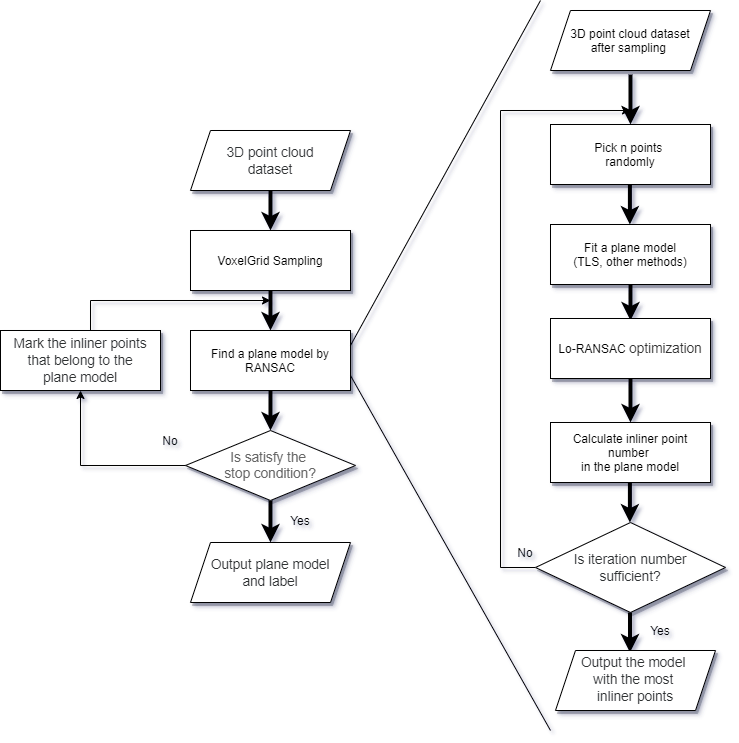 3D point cloud
dataset
VoxelGrid Sampling
Mark the inliner points
that belong to the
plane model
Find a plane model by
RANSAC
No
Is satisfy the
stop condition?
Yes
Output plane model
and label
3D point cloud dataset
after sampling
Pick n points
randomly
Fit a plane model
(TLS, other methods)
Lo-RANSAC optimization
Calculate inliner point
number
in the plane model
No
Is iteration number
sufficient?
Yes
Output the model
with the most
inliner points